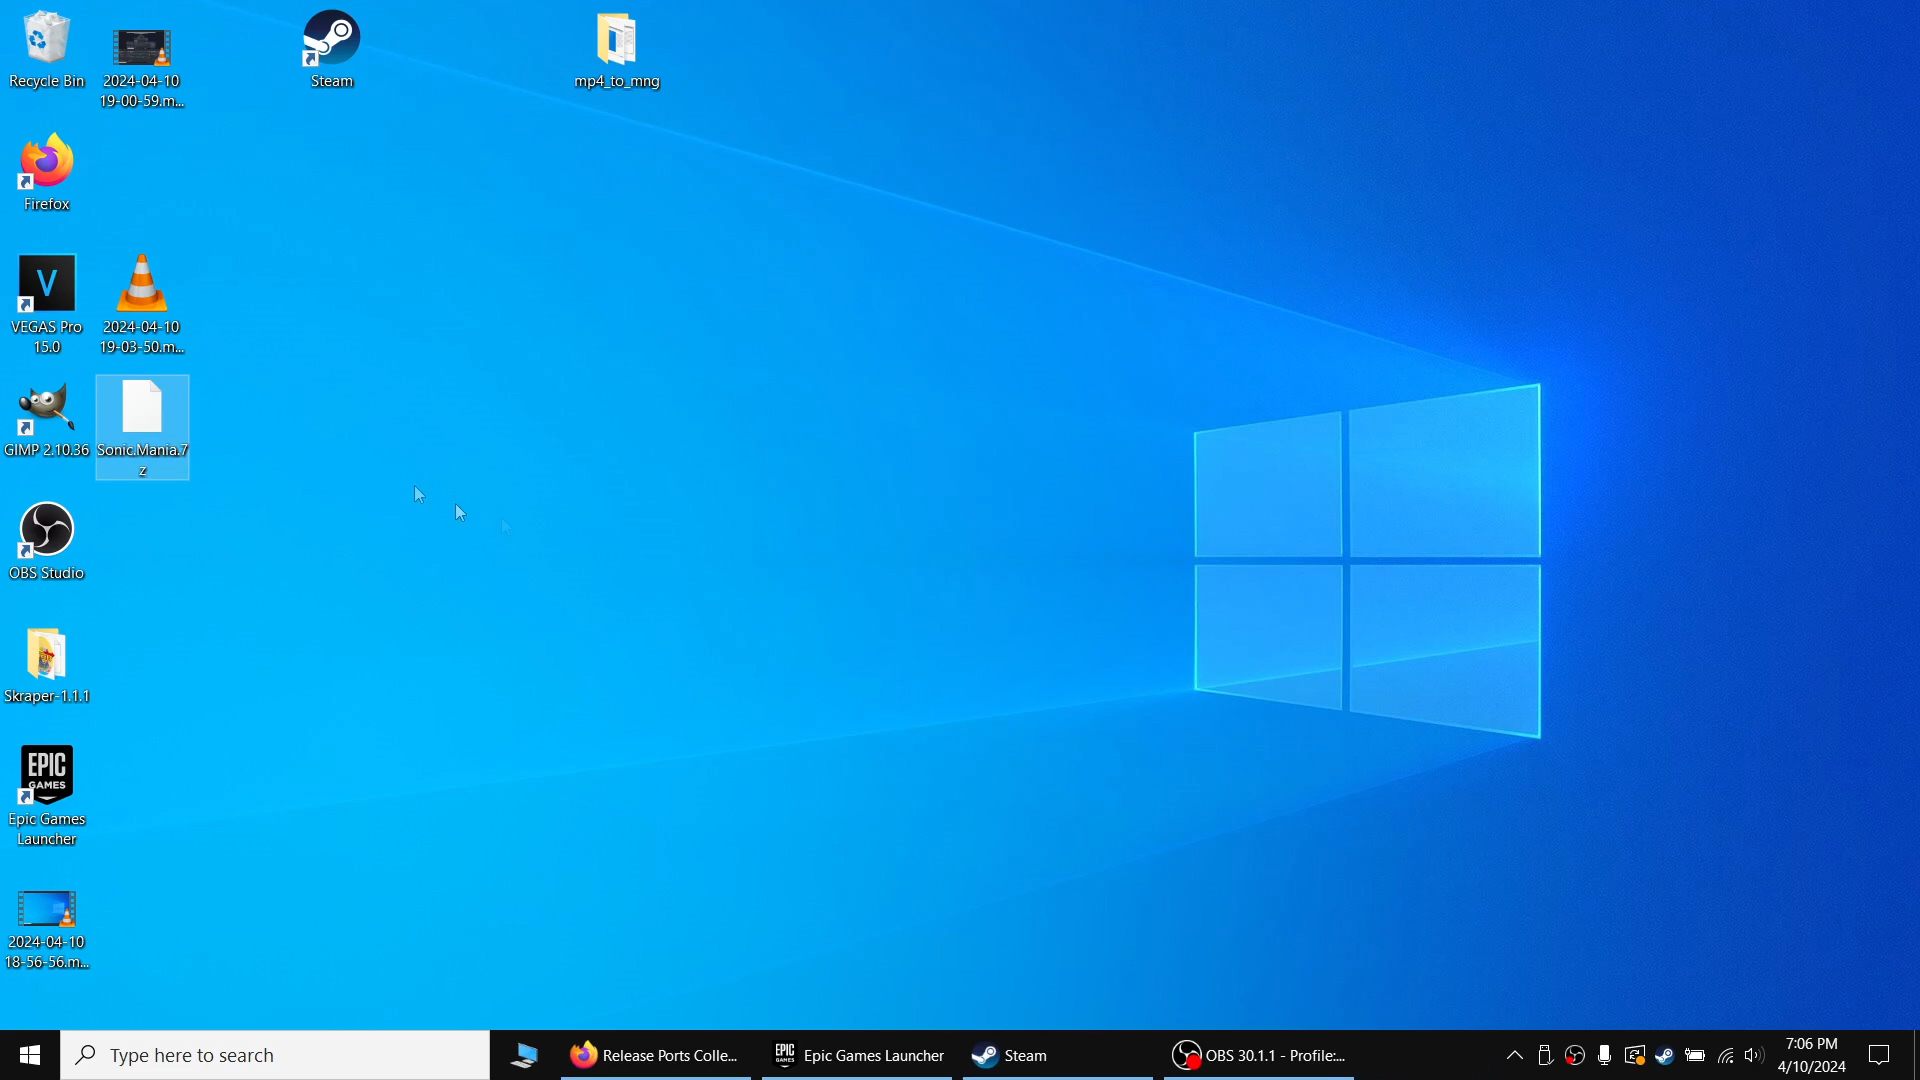 Recycle Bin
2024-04-10
19-00-59.m...
Steam
mp4_to_mng
Firefox
V
VEGAS Pro
15.0
2024-04-10
19-03-50.m...
GIMP 2.10.36
Sonic.Mania.7
z
OBS Studio
Skraper-1.1.1
EPIC
GAMES
Epic Games
Launcher
2024-04-10
18-56-56.m...
Type here to search
Release Ports Colle...
EPIC
Epic Games Launcher
Steam
OBS 30.1.1 - Profile:...
7:06 PM
4/10/2024